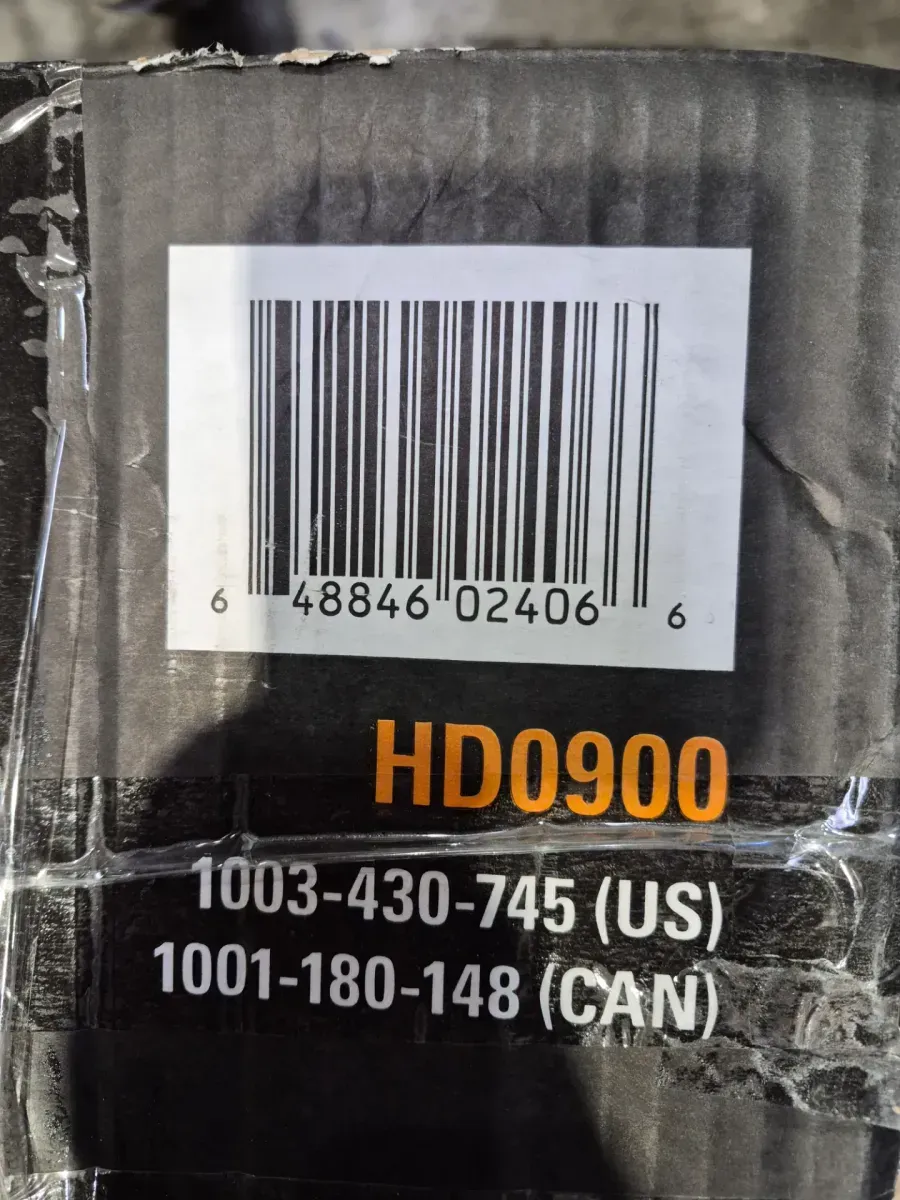 6 48846 02406 6
HD0900
1003-430-745 (US)
1001-180-148 (CAN)